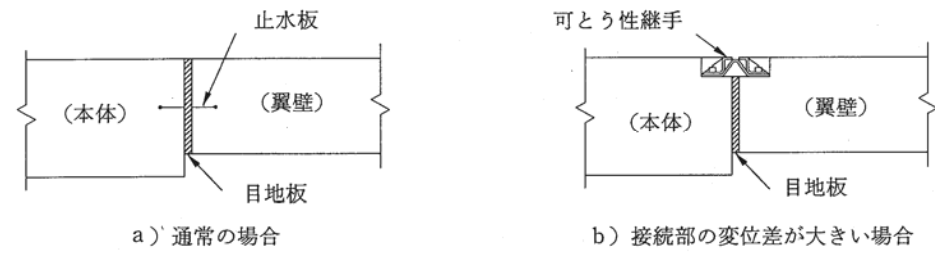 止水板
(本体)
(翼壁)
目地板
a) 通常の場合
可とう性継手
(本体)
(翼壁)
目地板
b) 接続部の変位差が大きい場合